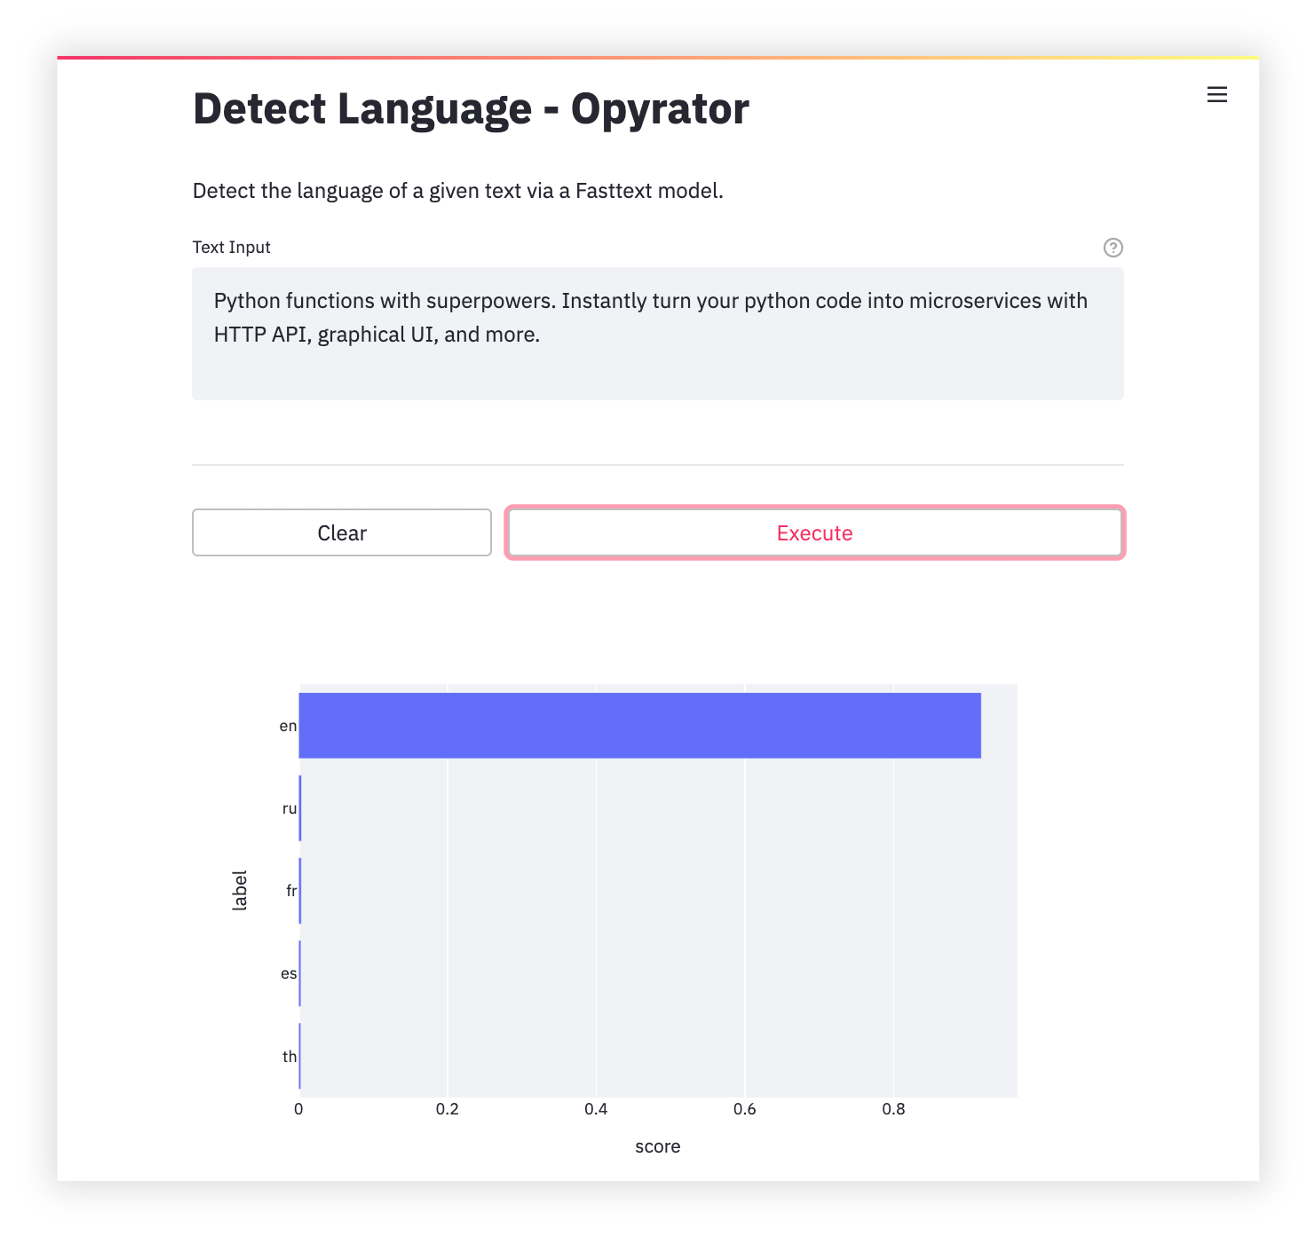 Detect Language - Opyrator
Detect the language of a given text via a Fasttext model.
Text Input
Python functions with superpowers. Instantly turn your python code into microservices with
HTTP API, graphical UI, and more.
Clear
Execute
label
en
ru
fr
es
th
0 0.2 0.4 0.6 0.8
score